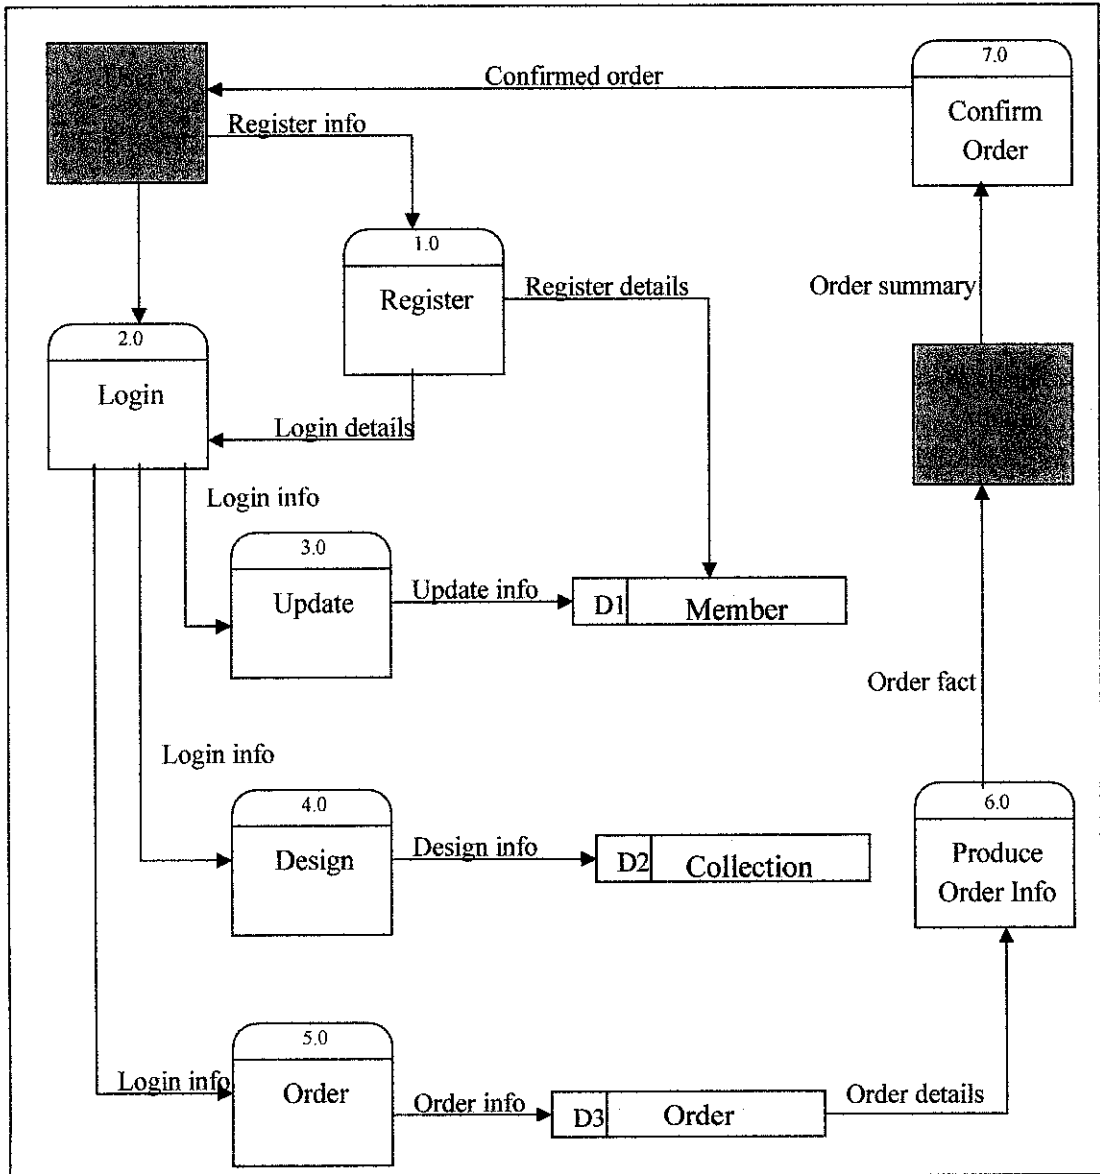 7.0
Confirmed order
Confirm
Order
Register info
1.0
Register
Register details
Order summary
2.0
Login
Login details
Login info
3.0
Update
Update info
D1
Member
Order fact
Login info
4.0
Design
Design info
D2
Collection
6.0
Produce
Order Info
5.0
Login info
Order
Order info
D3
Order
Order details